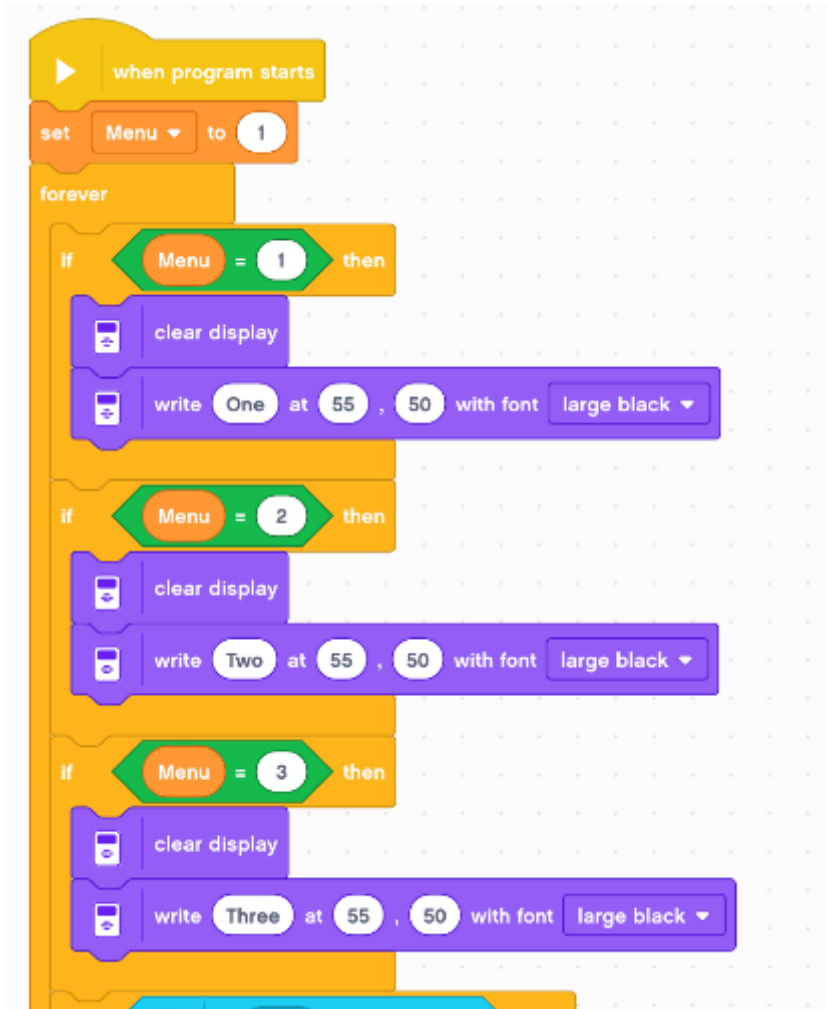 when program starts
set Menu to 1
forever
if Menu = 1 then
clear display
write One at 55 , 50 with font large black
if Menu = 2 then
clear display
write Two at 55 , 50 with font large black
if Menu = 3 then
clear display
write Three at 55 , 50 with font large black